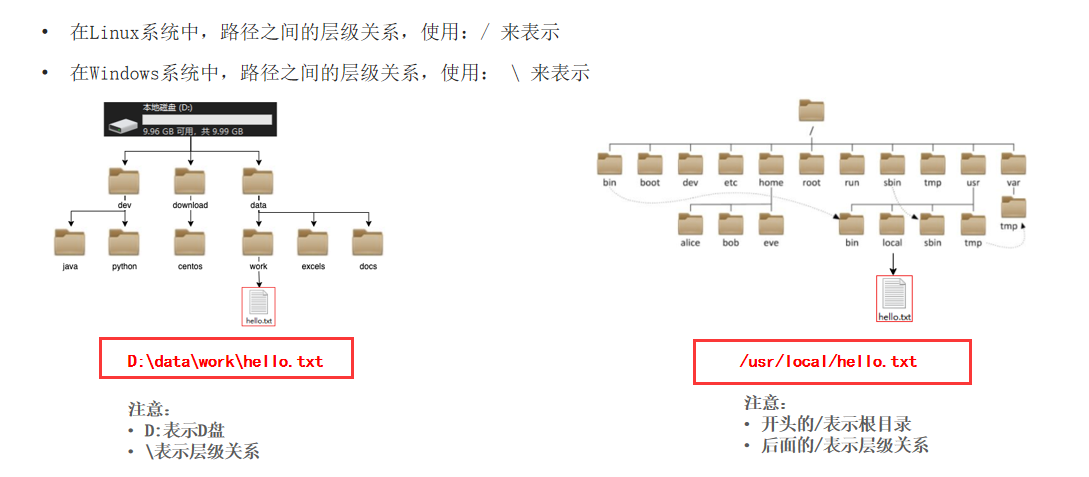 • 在Linux系统中，路径之间的层级关系，使用：/ 来表示
• 在Windows系统中，路径之间的层级关系，使用： \ 来表示
本地磁盘 (D:)
9.96 GB 可用，共 9.99 GB
dev download data
java python centos work excels docs
hello.txt
D:\data\work\hello.txt
注意：
• D:表示D盘
• \表示层级关系
/
bin boot dev etc home root run sbin tmp usr var
alice bob eve bin local sbin tmp tmp
hello.txt
/usr/local/hello.txt
注意：
• 开头的/表示根目录
• 后面的/表示层级关系